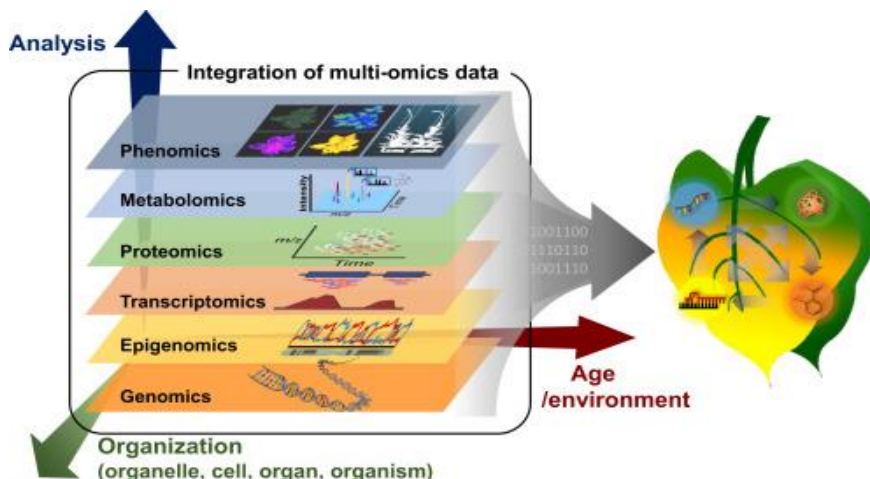 Analysis
Integration of multi-omics data
Phenomics
Metabolomics
Intensity
m/z
Proteomics
m/z
Time
1001100
1110110
1001110
Transcriptomics
Epigenomics
Genomics
Age
/environment
Organization
(organelle, cell, organ, organism)